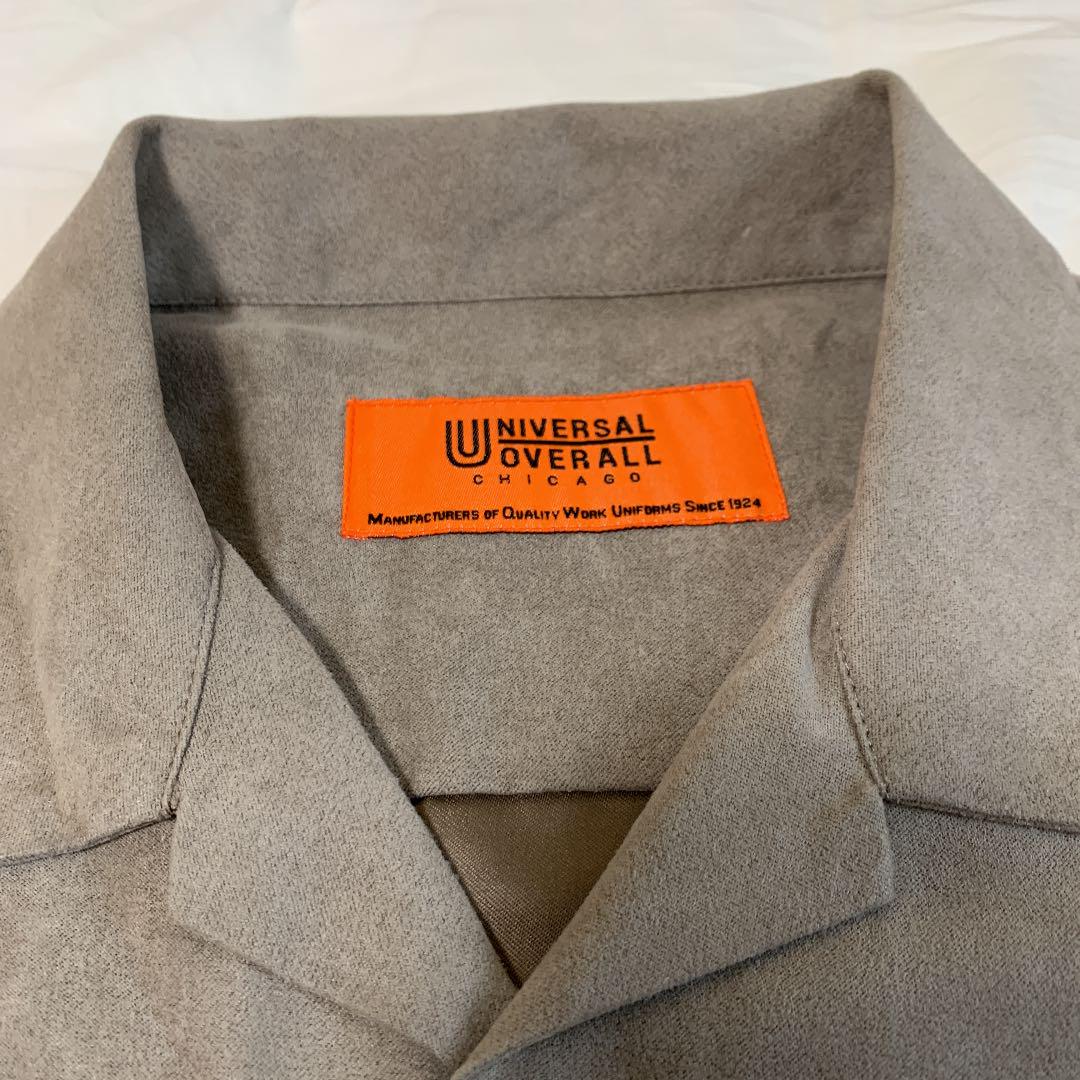 UNIVERSAL
OVERALL
CHICAGO
MANUFACTURERS OF QUALITY WORK UNIFORMS SINCE 1924